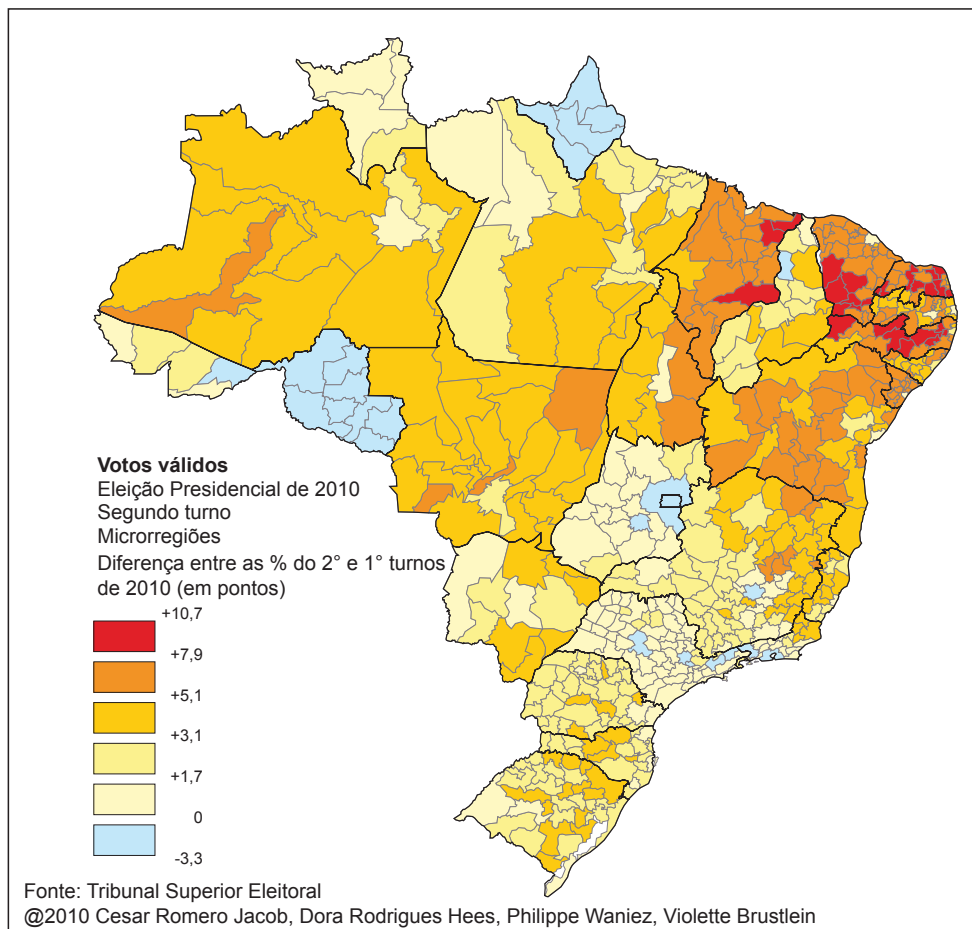 Votos válidos
Eleição Presidencial de 2010
Segundo turno
Microrregiões
Diferença entre as % do 2° e 1° turnos
de 2010 (em pontos)
+10,7
+7,9
+5,1
+3,1
+1,7
0
-3,3
Fonte: Tribunal Superior Eleitoral
@2010 Cesar Romero Jacob, Dora Rodrigues Hees, Philippe Waniez, Violette Brustlein